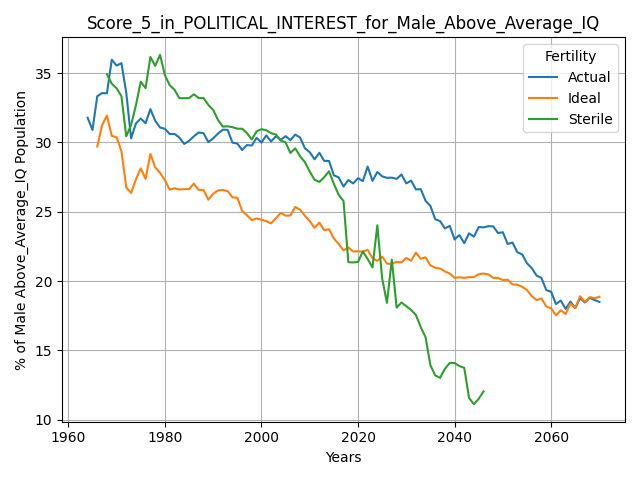 Score_5_in_POLITICAL_INTEREST_for_Male_Above_Average_IQ
% of Male Above_Average_IQ Population
35
30
25
20
15
10
Fertility
Actual
Ideal
Sterile
1960
1980
2000
2020
2040
2060
Years